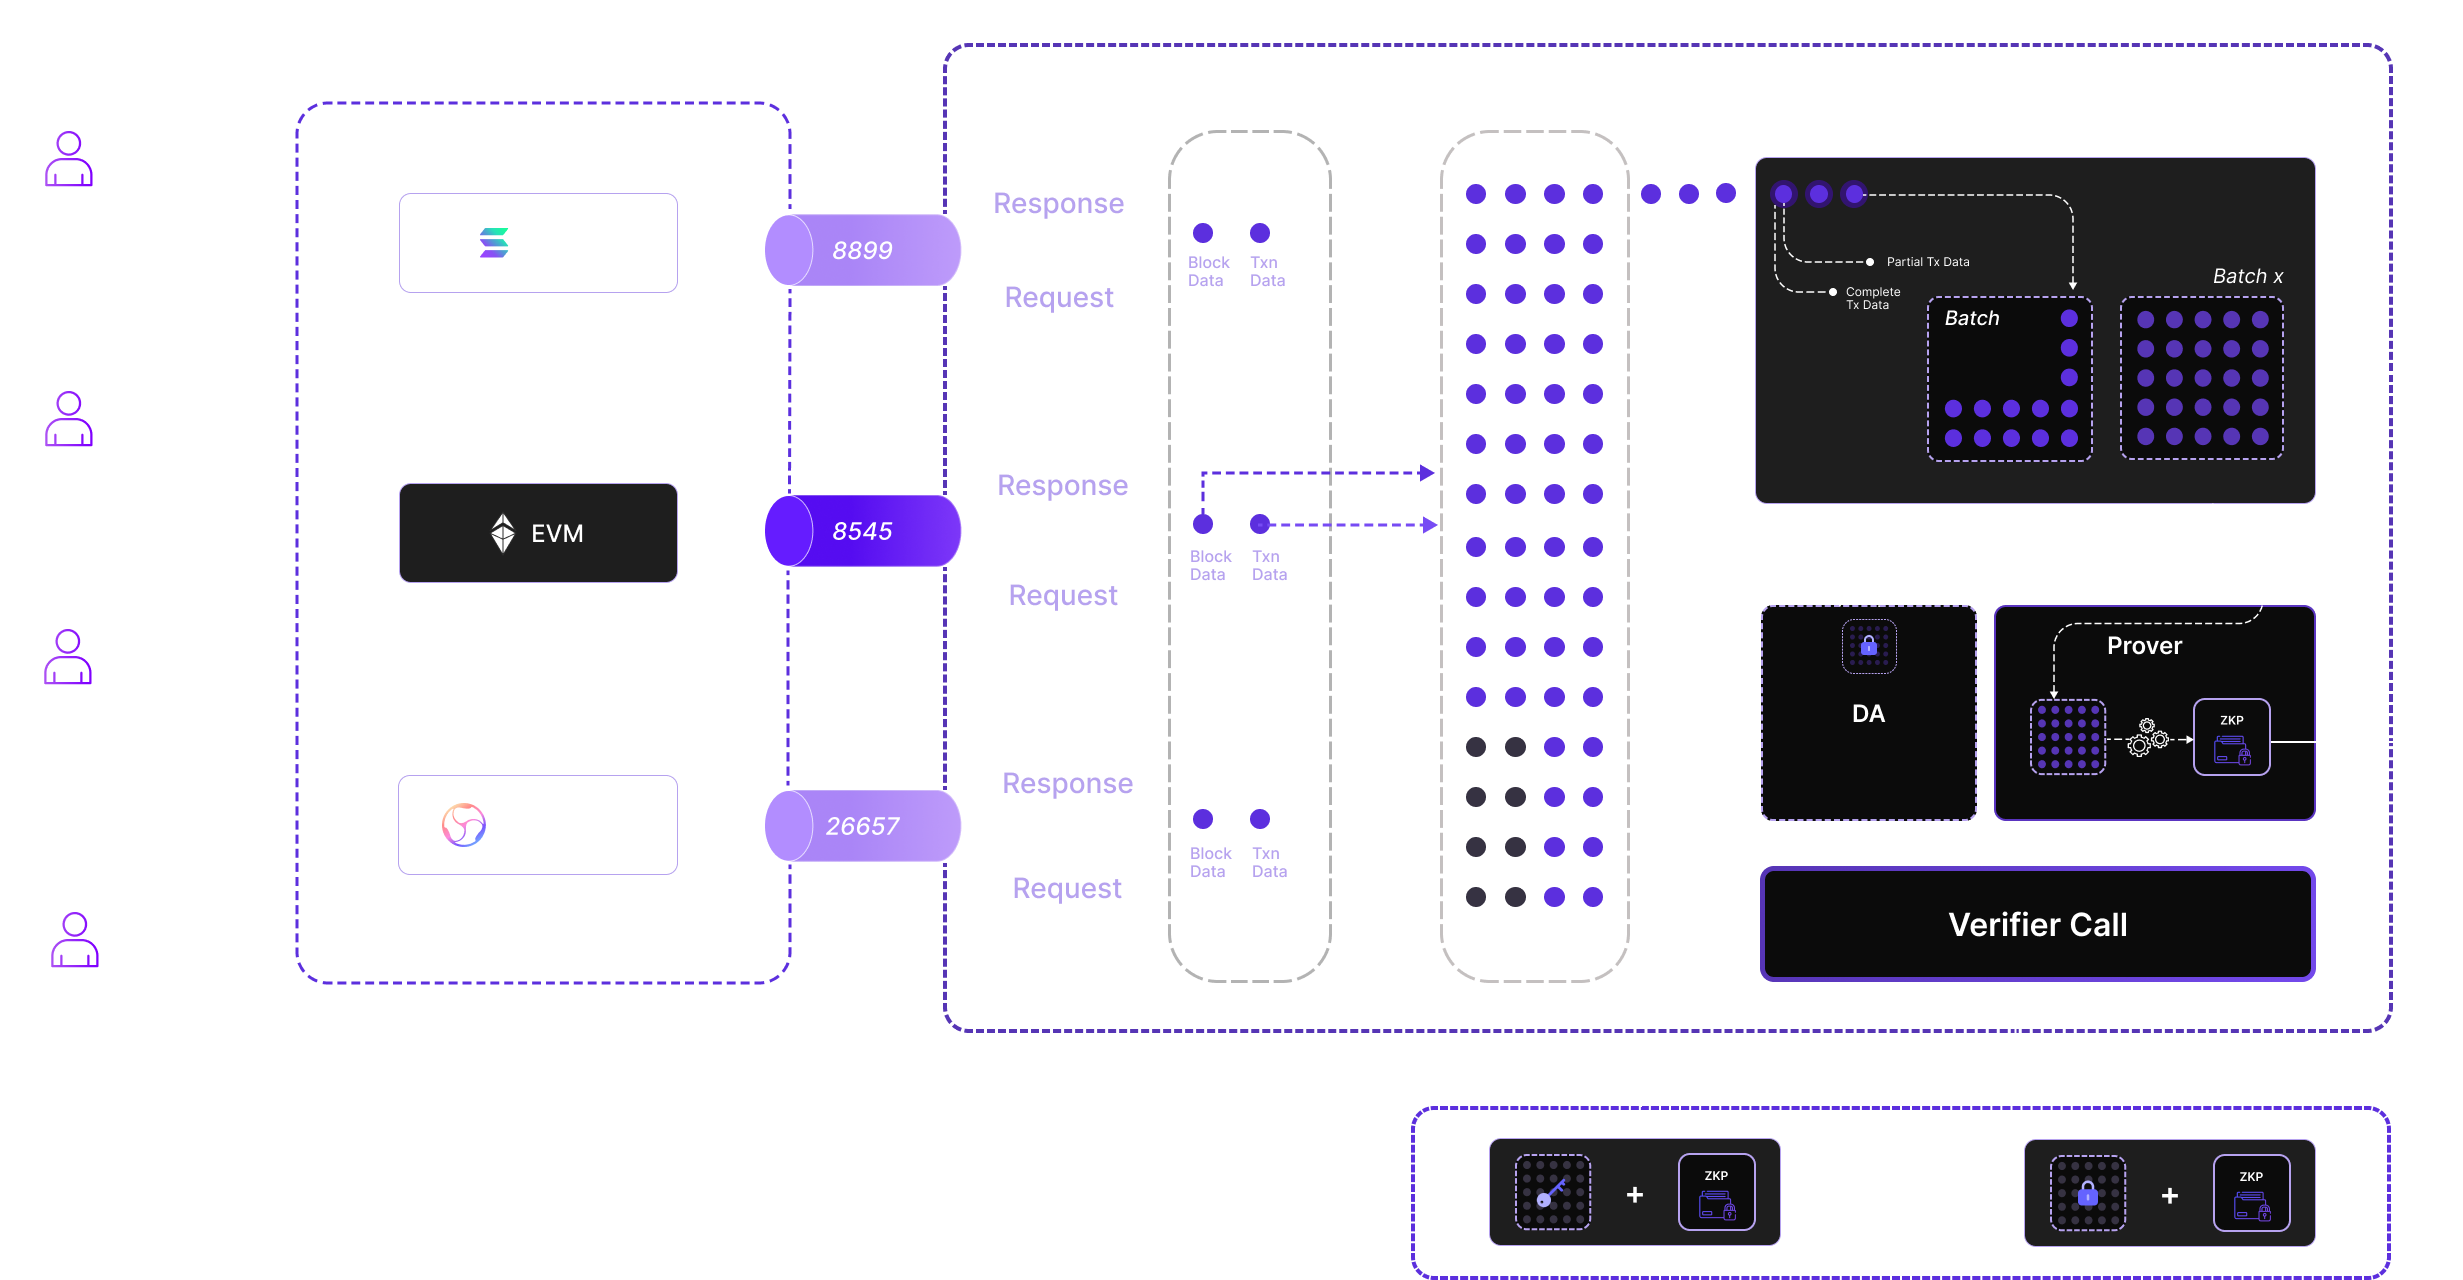 EVM
8899
8545
26657
Response
Request
Block
Data
Txn
Data
Response
Request
Block
Data
Txn
Data
Response
Request
Block
Data
Txn
Data
Partial Tx Data
Complete
Tx Data
Batch
Batch x
DA
Prover
ZKP
Verifier Call
+
ZKP
+
ZKP